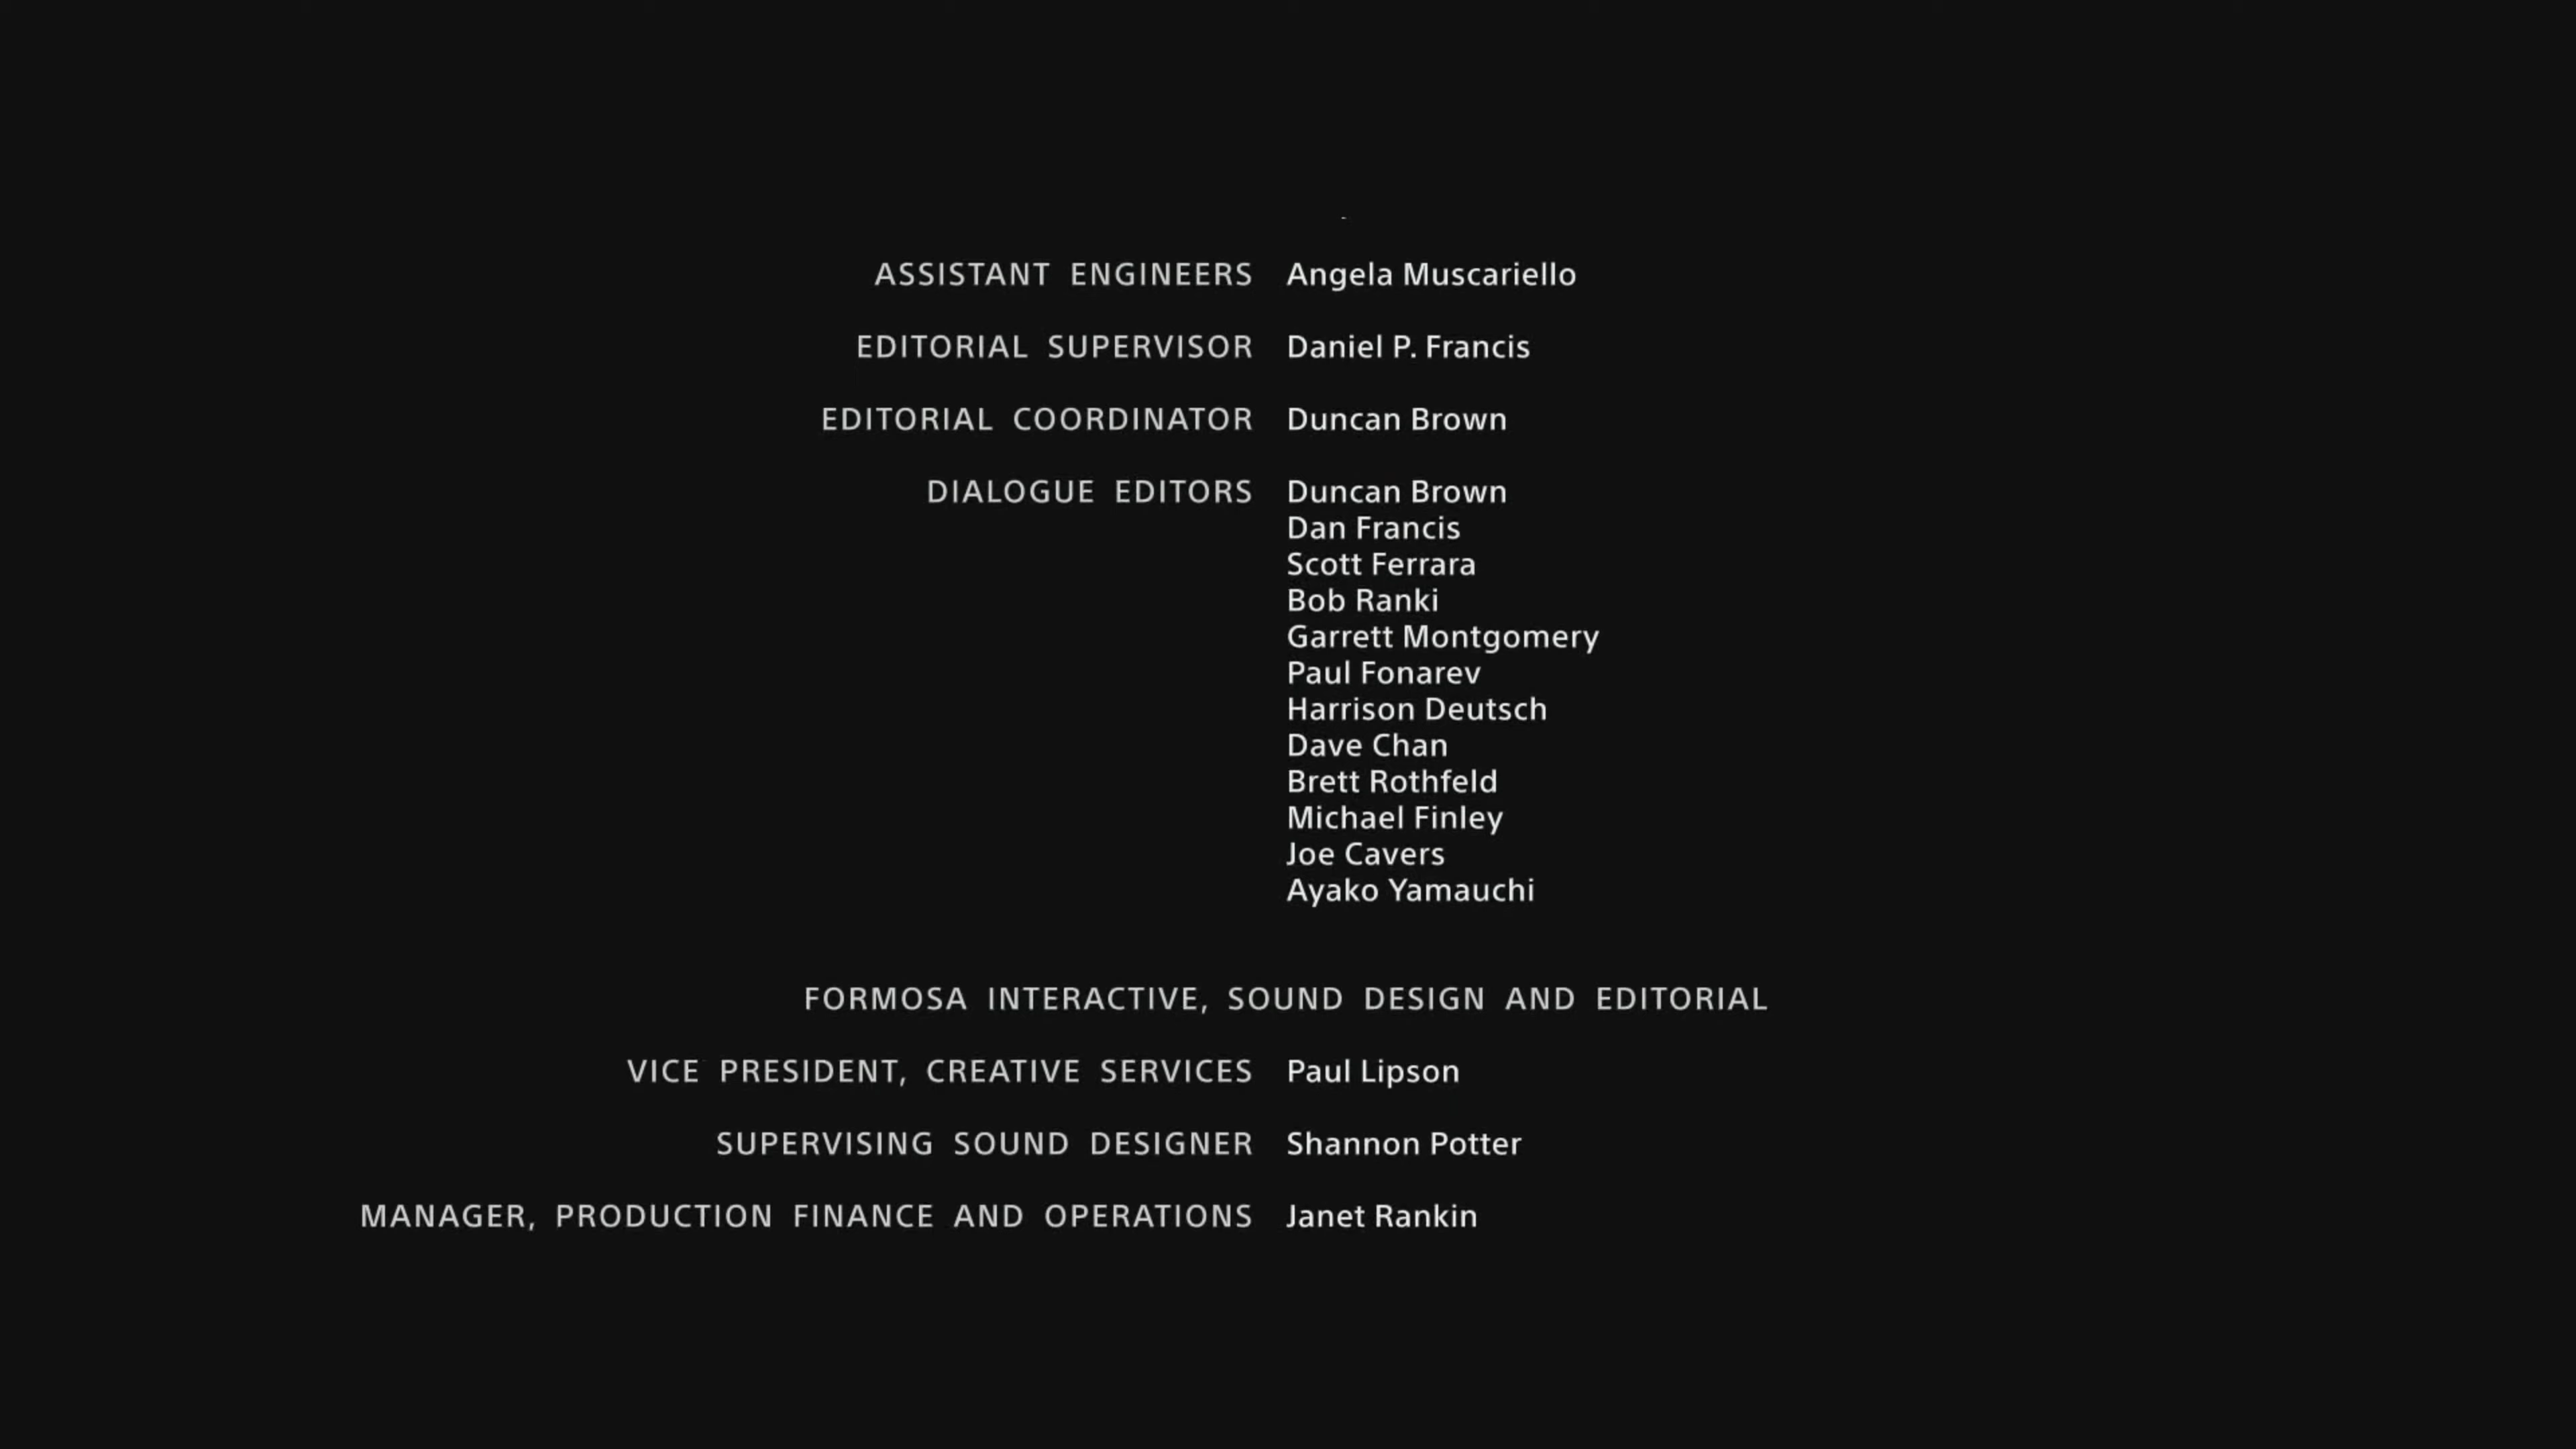 ASSISTANT ENGINEERS Angela Muscariello
EDITORIAL SUPERVISOR Daniel P. Francis
EDITORIAL COORDINATOR Duncan Brown
DIALOGUE EDITORS Duncan Brown
Dan Francis
Scott Ferrara
Bob Ranki
Garrett Montgomery
Paul Fonarev
Harrison Deutsch
Dave Chan
Brett Rothfeld
Michael Finley
Joe Cavers
Ayako Yamauchi
FORMOSA INTERACTIVE, SOUND DESIGN AND EDITORIAL
VICE PRESIDENT, CREATIVE SERVICES Paul Lipson
SUPERVISING SOUND DESIGNER Shannon Potter
MANAGER, PRODUCTION FINANCE AND OPERATIONS Janet Rankin